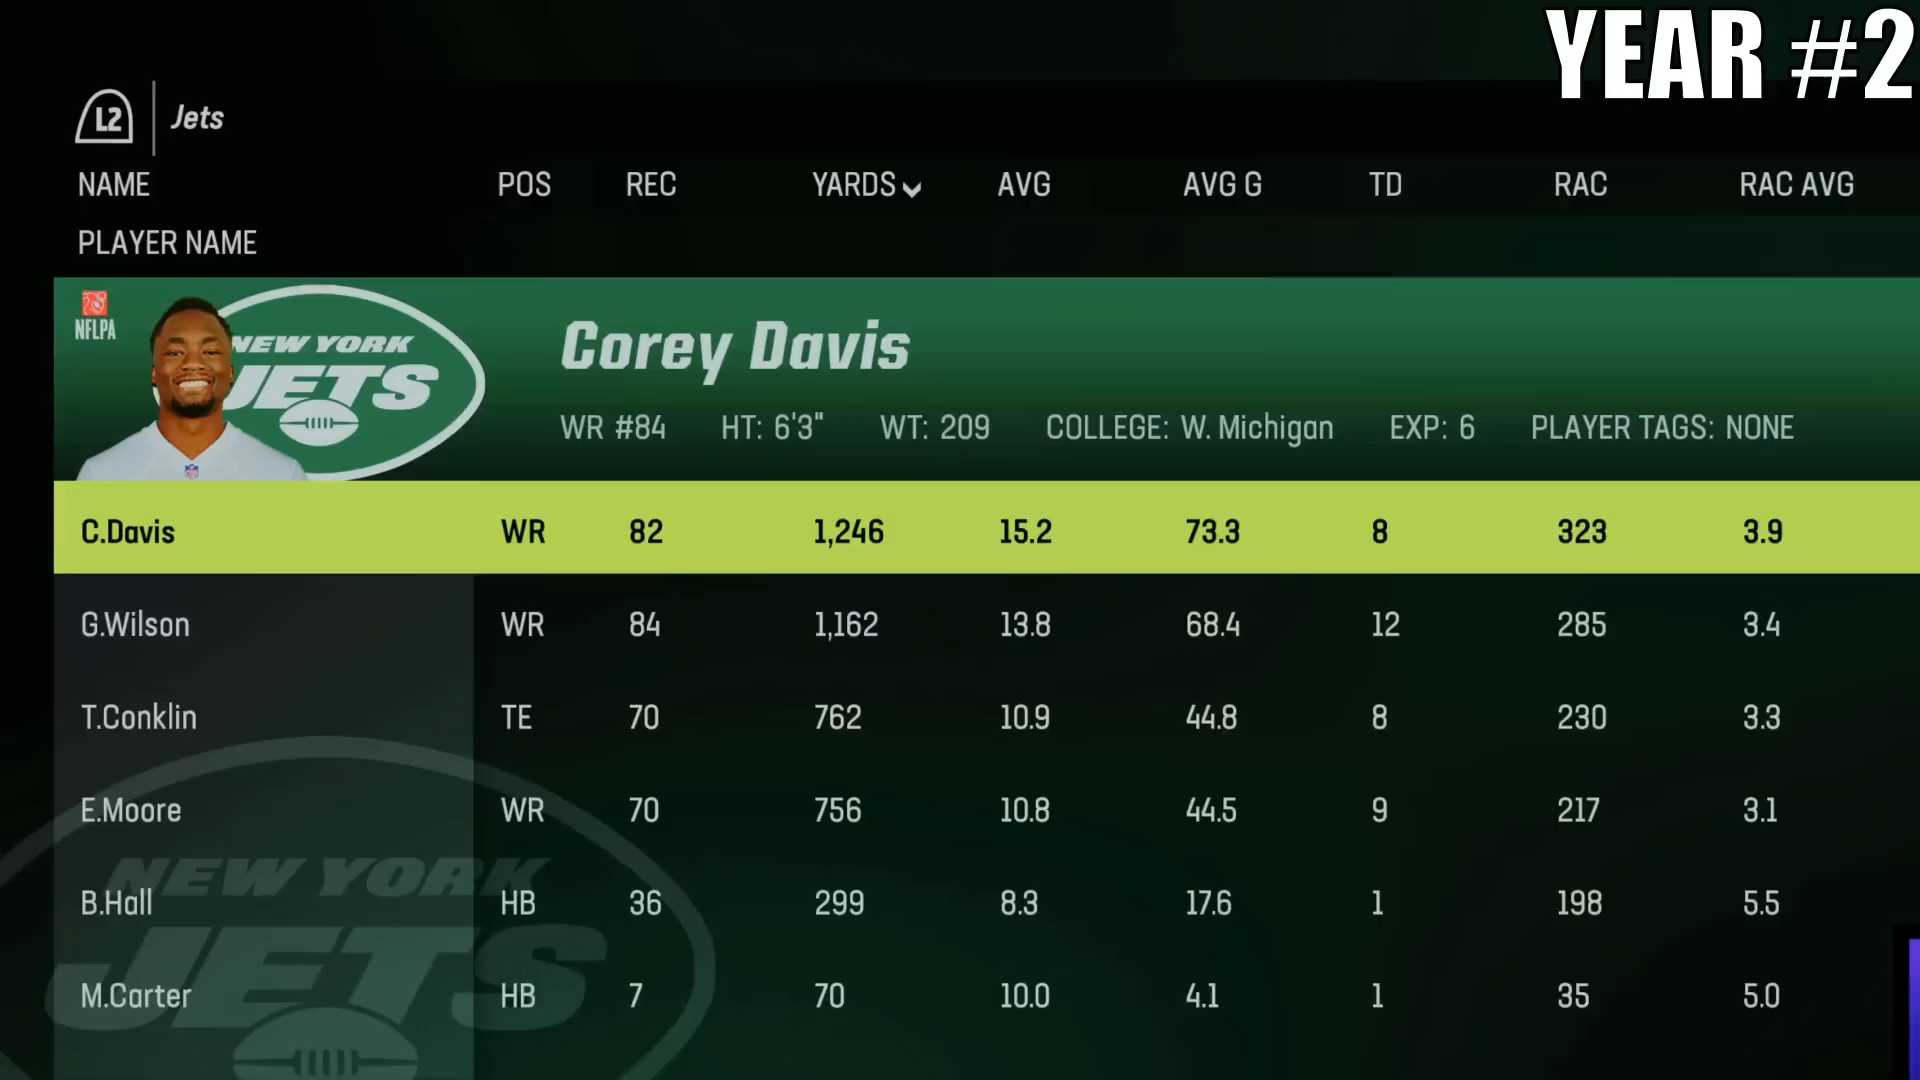 YEAR #2
L2 Jets
NAME POS REC YARDS AVG AVG G TD RAC RAC AVG
PLAYER NAME
NFLPA
NEW YORK
JETS
Corey Davis
WR #84 HT: 6'3" WT: 209 COLLEGE: W. Michigan EXP: 6 PLAYER TAGS: NONE
C.Davis WR 82 1,246 15.2 73.3 8 323 3.9
G.Wilson WR 84 1,162 13.8 68.4 12 285 3.4
T.Conklin TE 70 762 10.9 44.8 8 230 3.3
E.Moore WR 70 756 10.8 44.5 9 217 3.1
NEW YORK
B.Hall HB 36 299 8.3 17.6 1 198 5.5
JETS
M.Carter HB 7 70 10.0 4.1 1 35 5.0